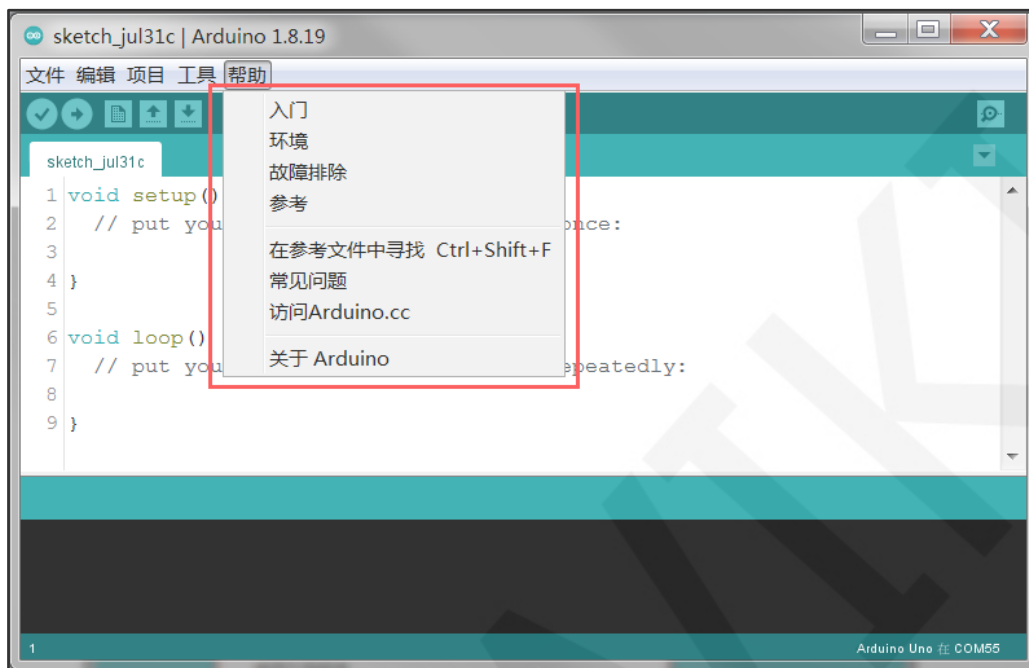 sketch_jul31c | Arduino 1.8.19
文件 编辑 项目 工具 帮助
入门
环境
故障排除
参考
在参考文件中寻找 Ctrl+Shift+F
常见问题
访问Arduino.cc
关于 Arduino
sketch_jul31c
1 void setup()
2 // put you once:
3
4 }
5
6 void loop()
7 // put you epeatedly:
8
9 }
1
Arduino Uno 在 COM55